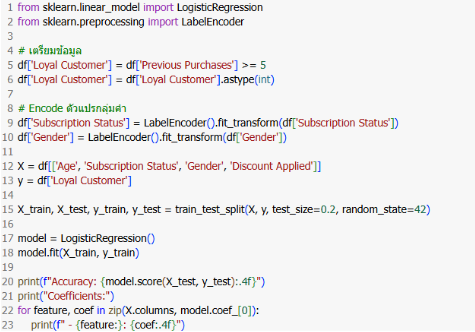 1 from sklearn.linear_model import LogisticRegression
2 from sklearn.preprocessing import LabelEncoder
3
4 # เตรียมข้อมูล
5 df['Loyal Customer'] = df['Previous Purchases'] >= 5
6 df['Loyal Customer'] = df['Loyal Customer'].astype(int)
7
8 # Encode ตัวแปรกลุ่มคำ
9 df['Subscription Status'] = LabelEncoder().fit_transform(df['Subscription Status'])
10 df['Gender'] = LabelEncoder().fit_transform(df['Gender'])
11
12 X = df[['Age', 'Subscription Status', 'Gender', 'Discount Applied']]
13 y = df['Loyal Customer']
14
15 X_train, X_test, y_train, y_test = train_test_split(X, y, test_size=0.2, random_state=42)
16
17 model = LogisticRegression()
18 model.fit(X_train, y_train)
19
20 print(f"Accuracy: {model.score(X_test, y_test):.4f}")
21 print("Coefficients:")
22 for feature, coef in zip(X.columns, model.coef_[0]):
23 print(f" - {feature:}: {coef:.4f}")